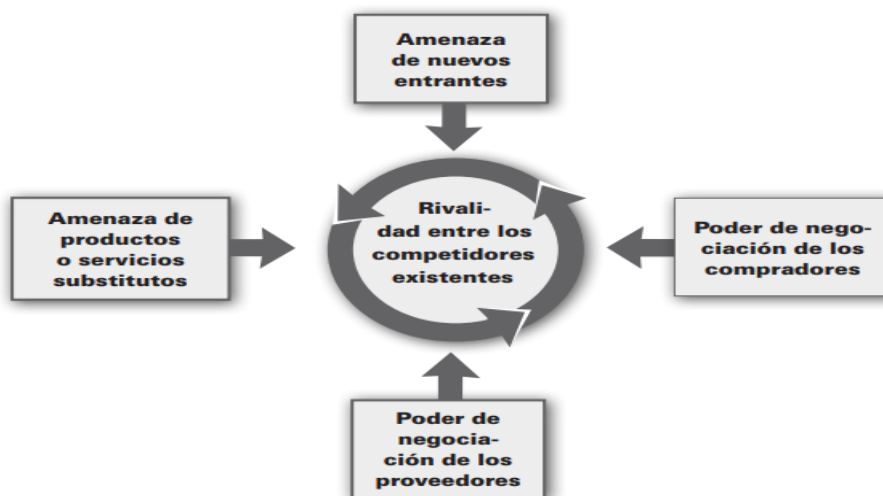 Amenaza
de nuevos
entrantes
Amenaza de
productos
o servicios
substitutos
Rivali-
dad entre los
competidores
existentes
Poder de nego-
ciación de los
compradores
Poder de
negocia-
ción de los
proveedores